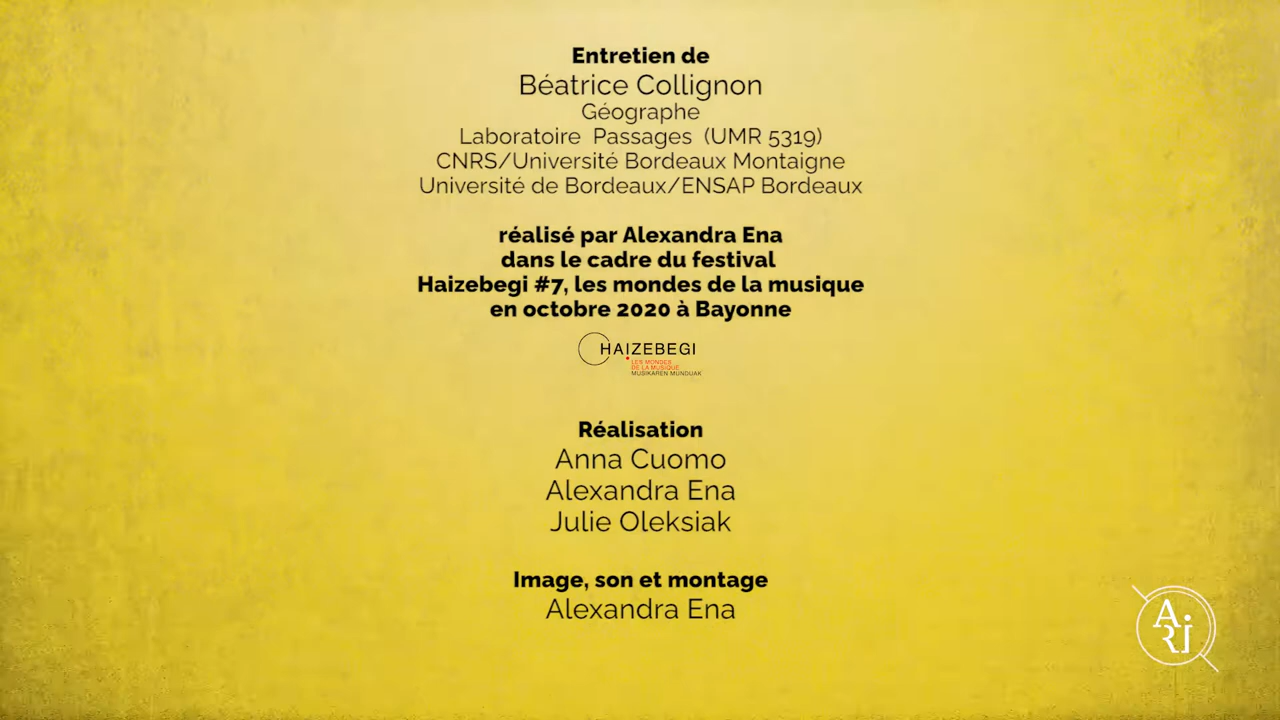 Entretien de
Béatrice Collignon
Géographe
Laboratoire Passages (UMR 5319)
CNRS/Université Bordeaux Montaigne
Université de Bordeaux/ENSAP Bordeaux
réalisé par Alexandra Ena
dans le cadre du festival
Haizebegi #7, les mondes de la musique
en octobre 2020 à Bayonne
HAIZEBEGI
LES MONDES
DE LA MUSIQUE
MUSIKAREN MUNDUAK
Réalisation
Anna Cuomo
Alexandra Ena
Julie Oleksiak
Image, son et montage
Alexandra Ena
ARI